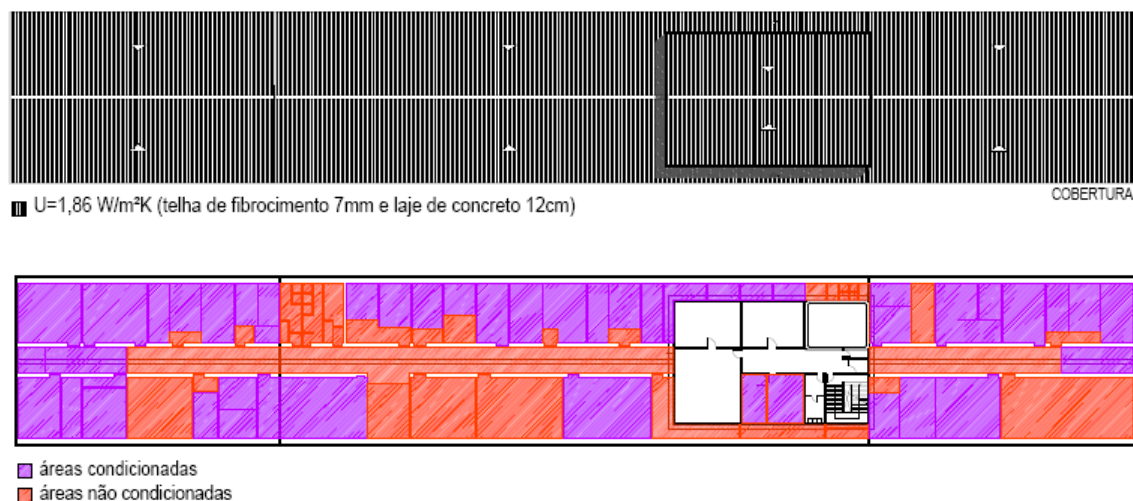 COBERTURA
U=1,86 W/m²K (telha de fibrocimento 7mm e laje de concreto 12cm)
áreas condicionadas
áreas não condicionadas